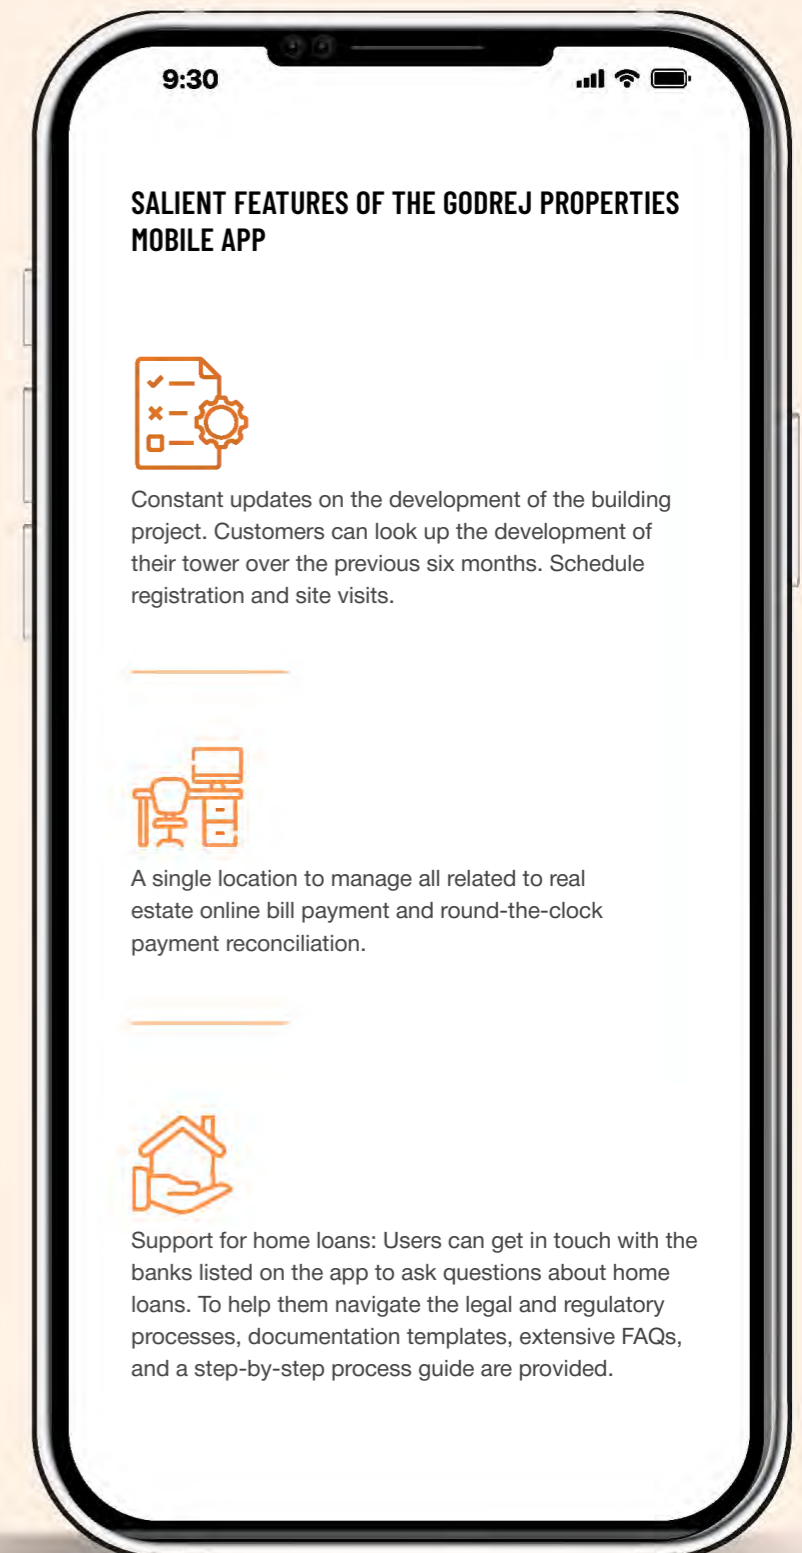 9:30
SALIENT FEATURES OF THE GODREJ PROPERTIES
MOBILE APP
Constant updates on the development of the building
project. Customers can look up the development of
their tower over the previous six months. Schedule
registration and site visits.
A single location to manage all related to real
estate online bill payment and round-the-clock
payment reconciliation.
Support for home loans: Users can get in touch with the
banks listed on the app to ask questions about home
loans. To help them navigate the legal and regulatory
processes, documentation templates, extensive FAQs,
and a step-by-step process guide are provided.